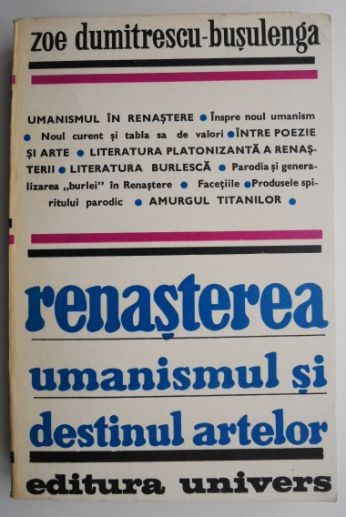 zoe dumitrescu-bușulenga
UMANISMUL ÎN RENAȘTERE • Înspre noul umanism
• Noul curent și tabla sa de valori • ÎNTRE POEZIE
ȘI ARTE • LITERATURA PLATONIZANTĂ A RENAȘ-
TERII • LITERATURA BURLESCĂ • Parodia și genera-
lizarea „burlei” în Renaștere • Facețiile • Produsele spi-
ritului parodic • AMURGUL TITANILOR •
renașterea
umanismul și
destinul artelor
editura univers